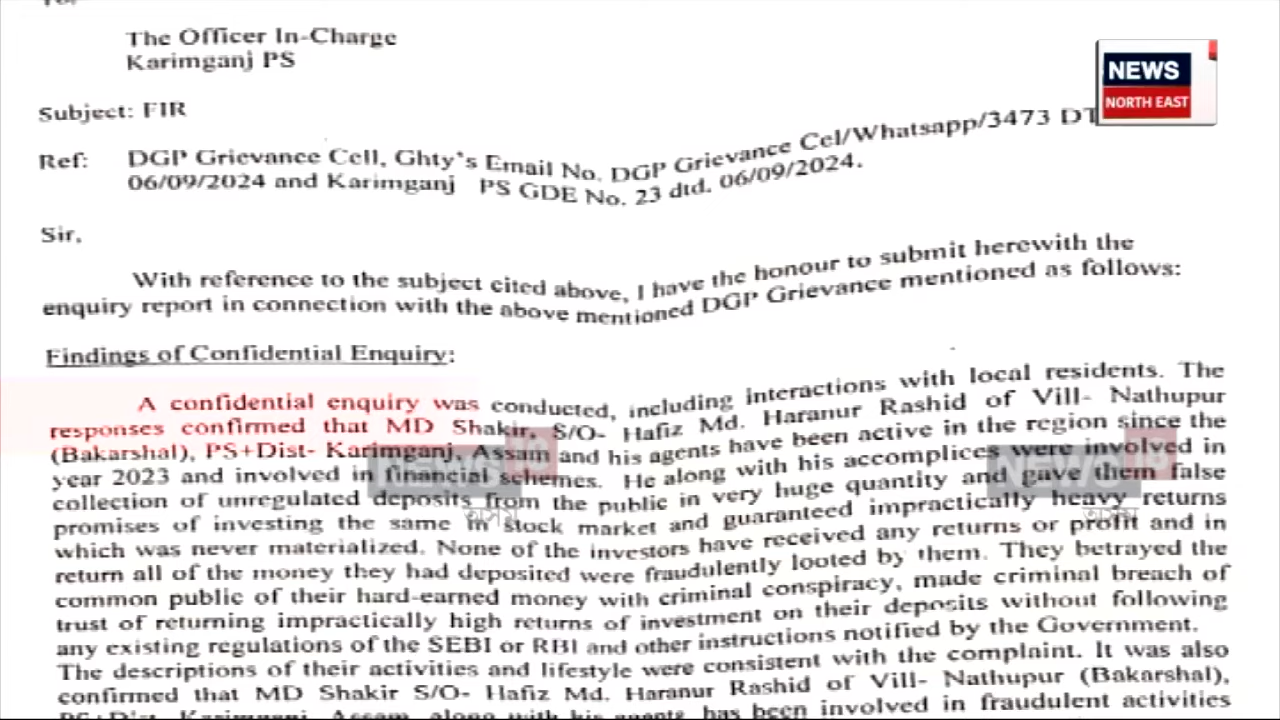 The Officer In-Charge
Karimganj PS
NEWS
NORTH EAST
Subject: FIR
Ref: DGP Grievance Cell, Ghty's Email No. DGP Grievance Cel/Whatsapp/3473 DT
06/09/2024 and Karimganj PS GDE No. 23 dtd. 06/09/2024.
Sir,
With reference to the subject cited above, I have the honour to submit herewith the
enquiry report in connection with the above mentioned DGP Grievance mentioned as follows:
Findings of Confidential Enquiry:
A confidential enquiry was conducted, including interactions with local residents. The
responses confirmed that MD Shakir, S/O- Hafiz Md. Haranur Rashid of Vill- Nathupur
(Bakarshal), PS+Dist- Karimganj, Assam and his agents have been active in the region since the
year 2023 and involved in financial schemes. He along with his accomplices were involved in
collection of unregulated deposits from the public in very huge quantity and gave them false
promises of investing the same in stock market and guaranteed impractically heavy returns
which was never materialized. None of the investors have received any returns or profit and in
return all of the money they had deposited were fraudulently looted by them. They betrayed the
common public of their hard-earned money with criminal conspiracy, made criminal breach of
trust of returning impractically high returns of investment on their deposits without following
any existing regulations of the SEBI or RBI and other instructions notified by the Government.
The descriptions of their activities and lifestyle were consistent with the complaint. It was also
confirmed that MD Shakir S/O- Hafiz Md. Haranur Rashid of Vill- Nathupur (Bakarshal),
PS+Dist- Karimganj, Assam, along with his agents, has been involved in fraudulent activities